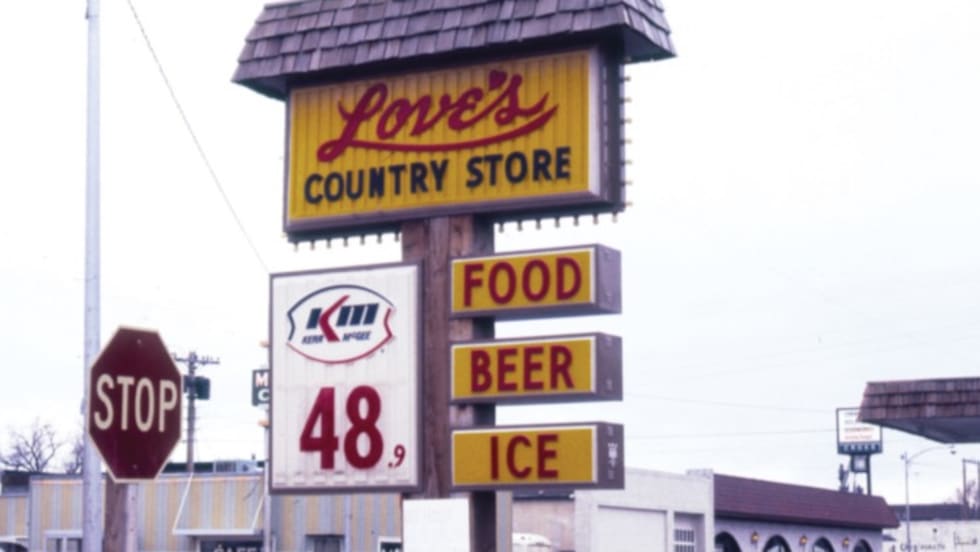 Love's
COUNTRY STORE
FOOD
KM
KERR McGEE
BEER
STOP
48.9
ICE